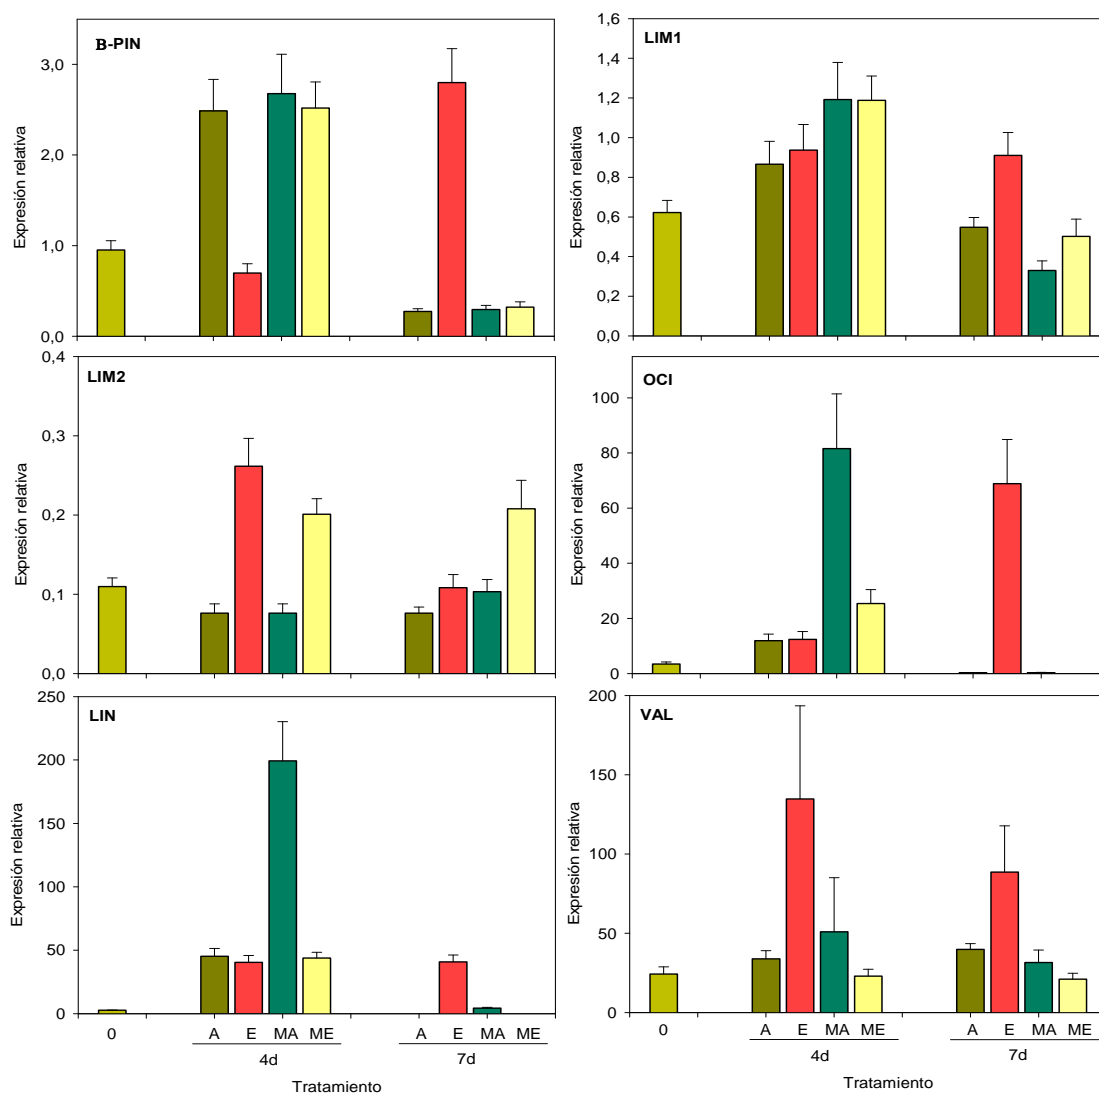 B-PIN
Expresión relativa
3,0
2,0
1,0
0,0
LIM1
Expresión relativa
1,6
1,4
1,2
1,0
0,8
0,6
0,4
0,2
0,0
LIM2
Expresión relativa
0,4
0,3
0,2
0,1
0,0
OCI
Expresión relativa
100
80
60
40
20
0
LIN
Expresión relativa
250
200
150
100
50
0
0 A E MA ME A E MA ME
4d 7d
Tratamiento
VAL
Expresión relativa
200
150
100
50
0
0 A E MA ME A E MA ME
4d 7d
Tratamiento